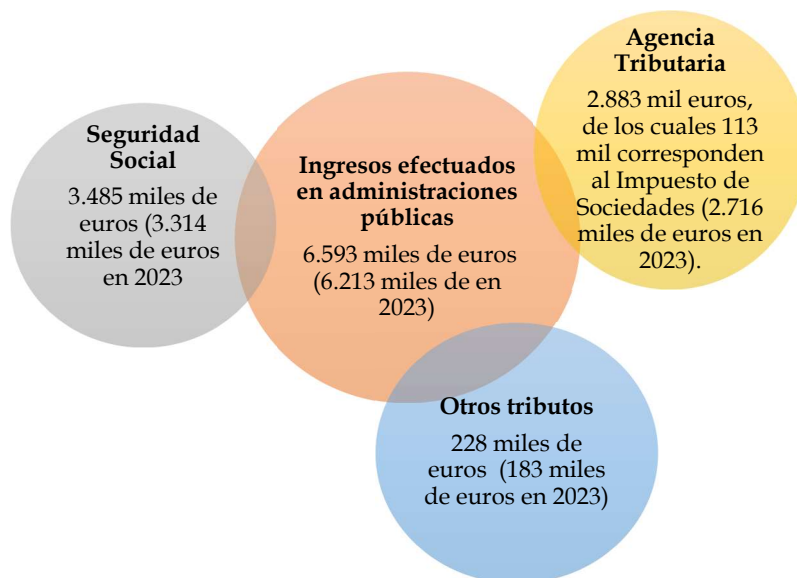 Seguridad
Social
3.485 miles de
euros (3.314
miles de euros
en 2023
Ingresos efectuados
en administraciones
públicas
6.593 miles de euros
(6.213 miles de en
2023)
Agencia
Tributaria
2.883 mil euros,
de los cuales 113
mil corresponden
al Impuesto de
Sociedades (2.716
miles de euros en
2023).
Otros tributos
228 miles de
euros (183 miles
de euros en 2023)